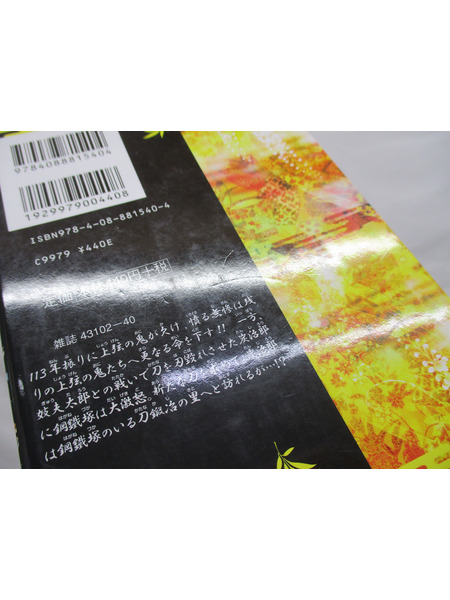 9784088815404
1929979004408
ISBN978-4-08-881540-4
C9979 ¥440E
定価 円+税
雑誌 43102-40
113年振りに上弦の鬼が欠け、憤る無惨は残
りの上弦の鬼たちへ更なる命を下す!! 一方、
妓夫太郎との戦いで刀を刃毀れさせた炭治郎
に鋼鐵塚は大激怒。新たな刀 炭治郎
は鋼鐵塚のいる刀鍛冶の里へと訪れるが…!?